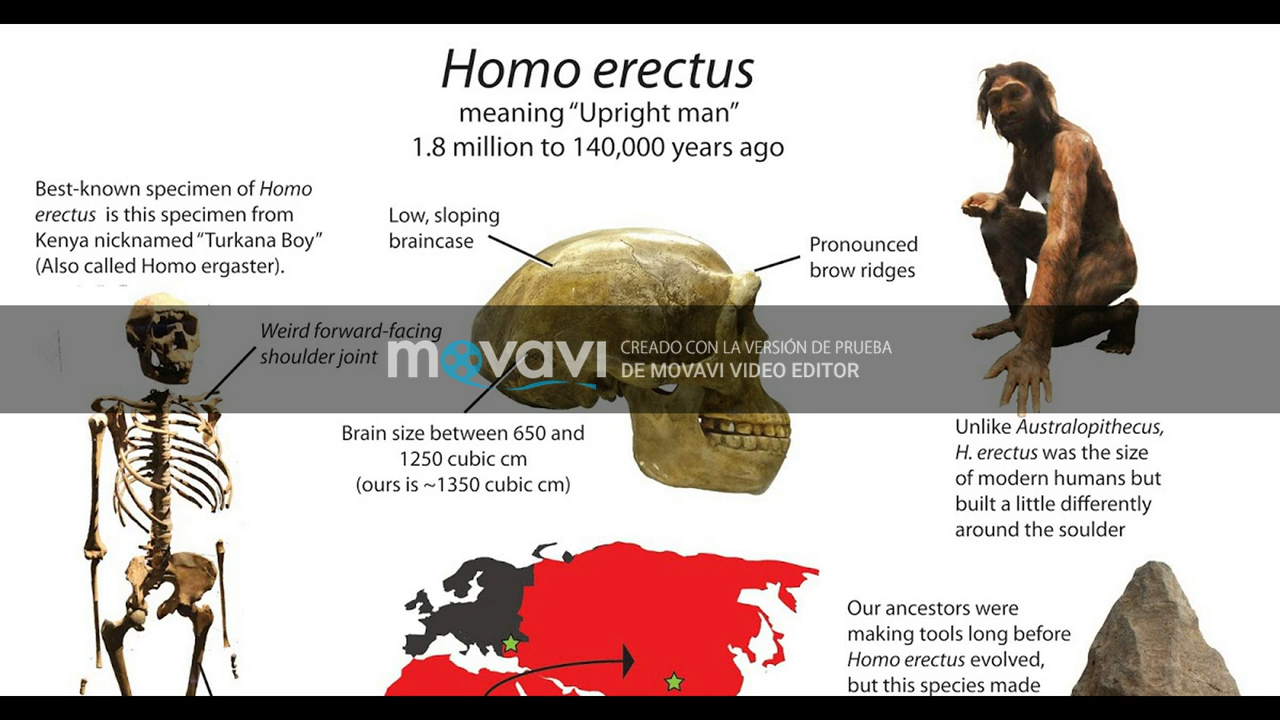 Homo erectus
meaning “Upright man”
1.8 million to 140,000 years ago
Best-known specimen of Homo
erectus is this specimen from
Kenya nicknamed “Turkana Boy”
(Also called Homo ergaster).
Low, sloping
braincase
Pronounced
brow ridges
Weird forward-facing
shoulder joint
movavi
CREADO CON LA VERSIÓN DE PRUEBA
DE MOVAVI VIDEO EDITOR
Brain size between 650 and
1250 cubic cm
(ours is ~1350 cubic cm)
Unlike Australopithecus,
H. erectus was the size
of modern humans but
built a little differently
around the soulder
Our ancestors were
making tools long before
Homo erectus evolved,
but this species made